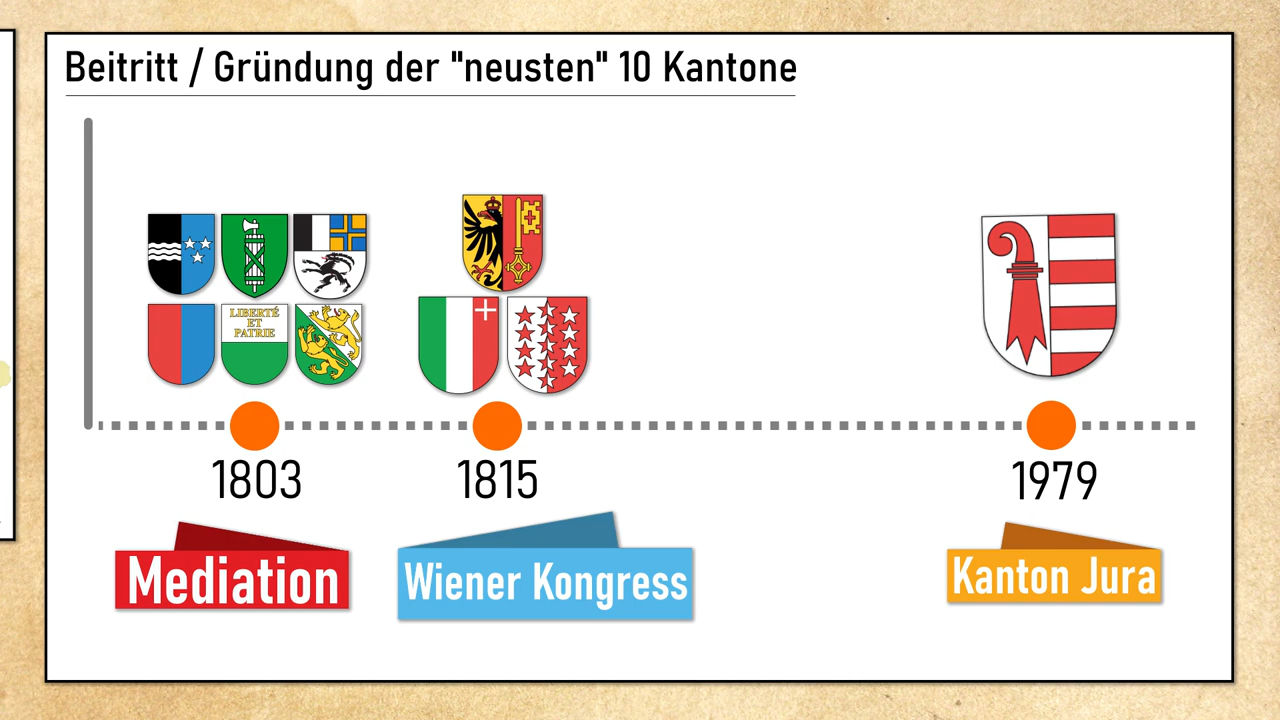 Beitritt / Gründung der "neusten" 10 Kantone
LIBERTÉ
ET
PATRIE
1803
1815
1979
Mediation
Wiener Kongress
Kanton Jura